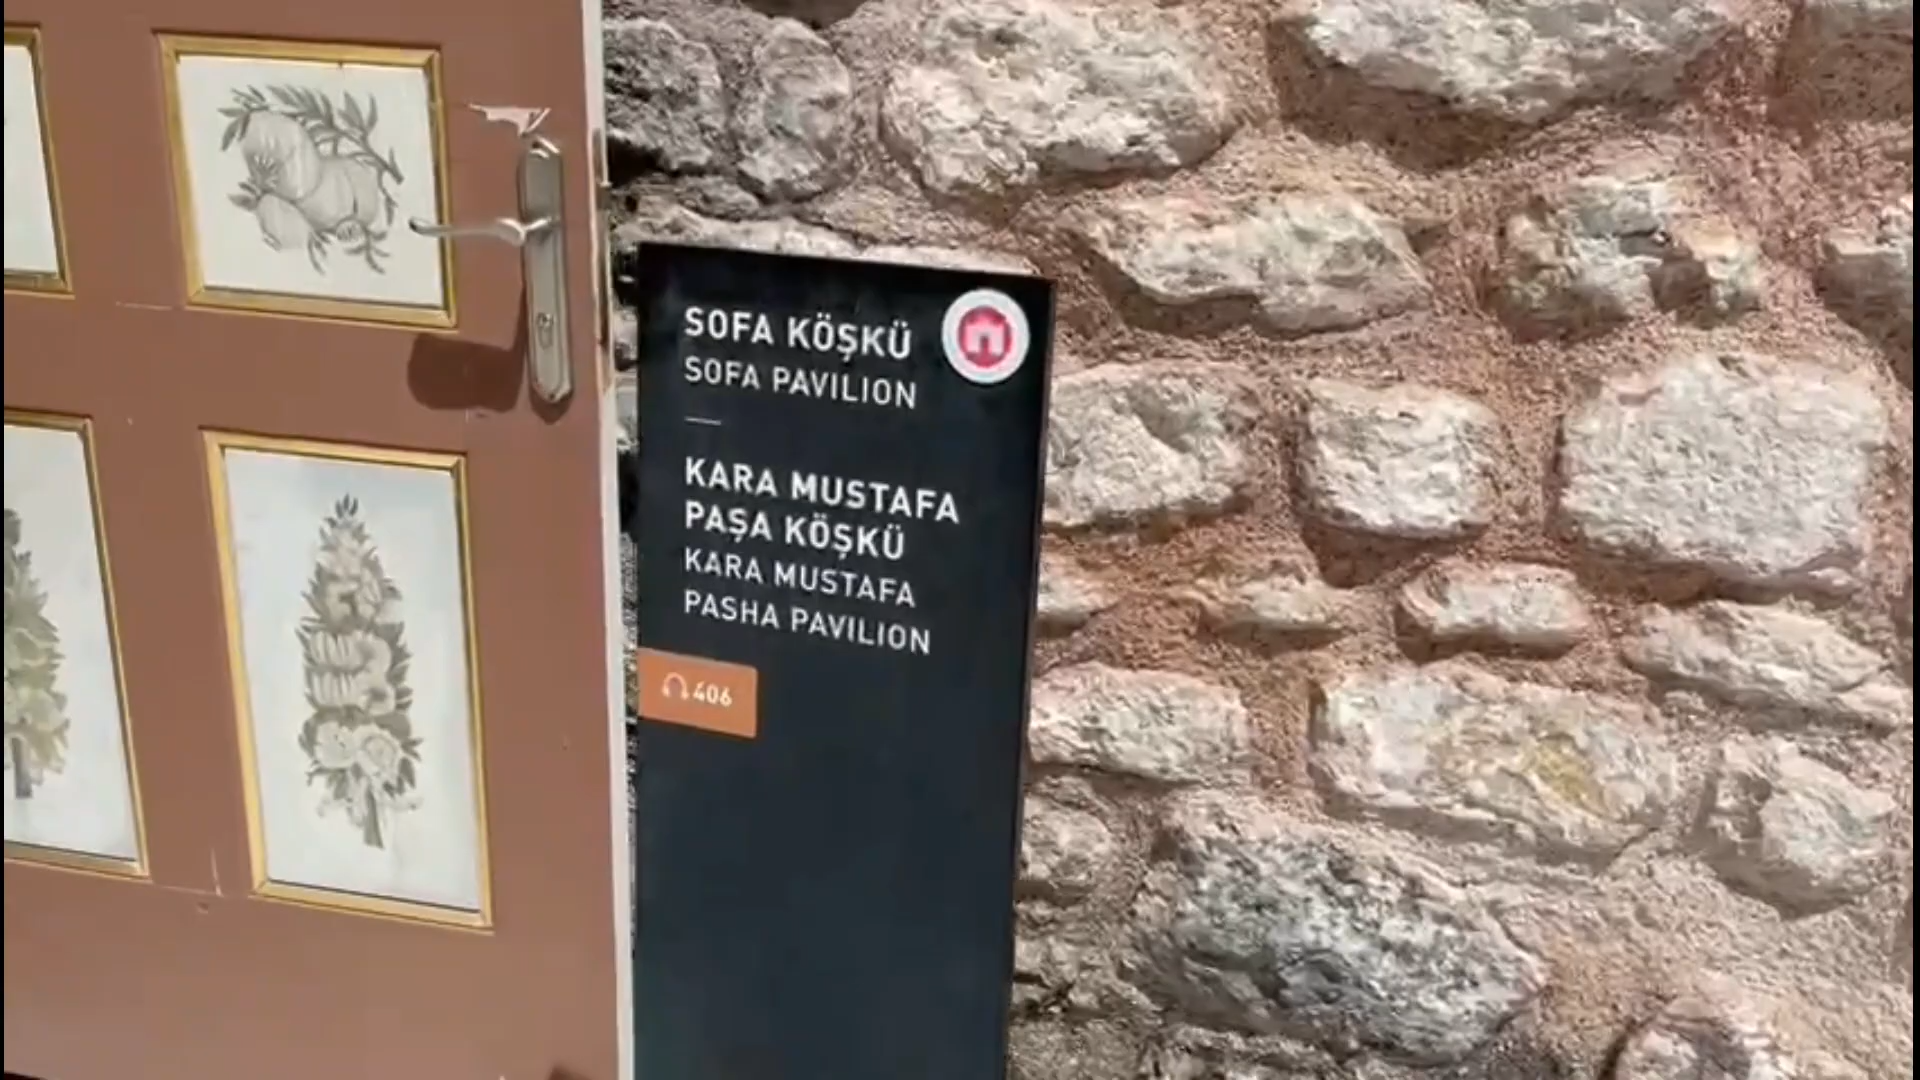 SOFA KÖŞKÜ
SOFA PAVILION
KARA MUSTAFA
PAŞA KÖŞKÜ
KARA MUSTAFA
PASHA PAVILION
406